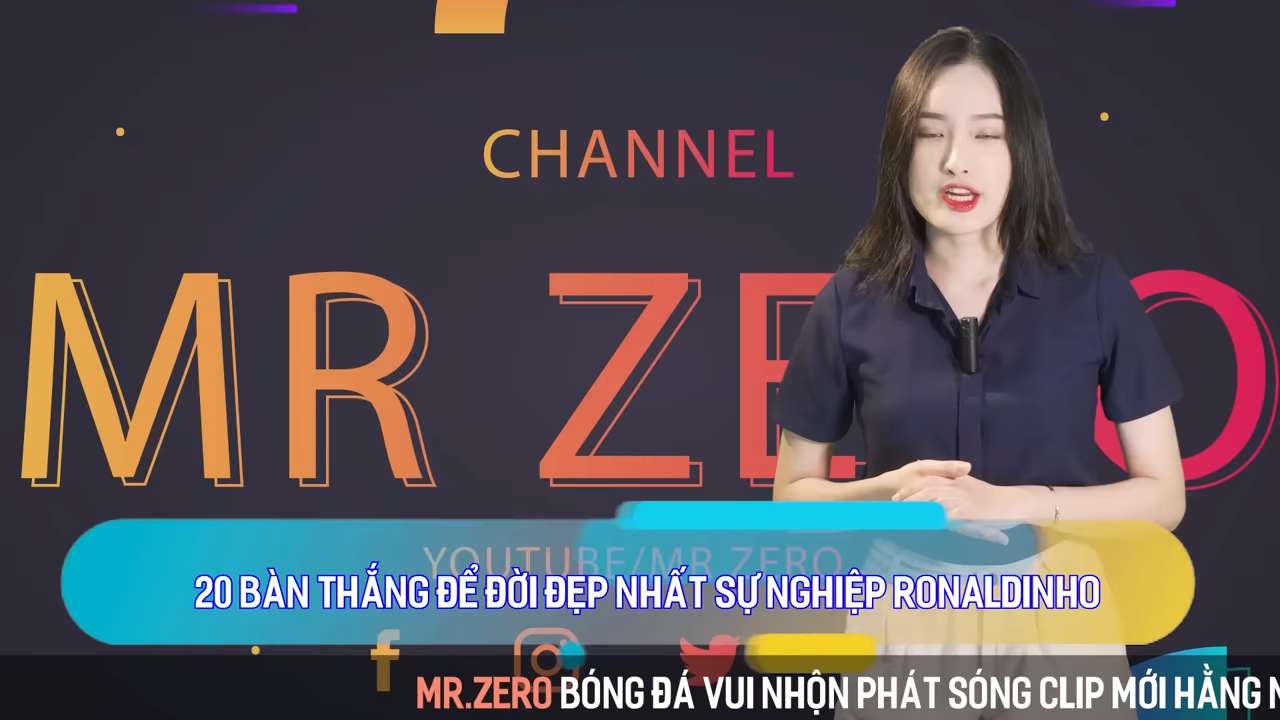 CHANNEL
MR ZERO
YOUTUBE/MR ZERO
20 BÀN THẮNG ĐỂ ĐỜI ĐẸP NHẤT SỰ NGHIỆP RONALDINHO
MR.ZERO BÓNG ĐÁ VUI NHỘN PHÁT SÓNG CLIP MỚI HẰNG